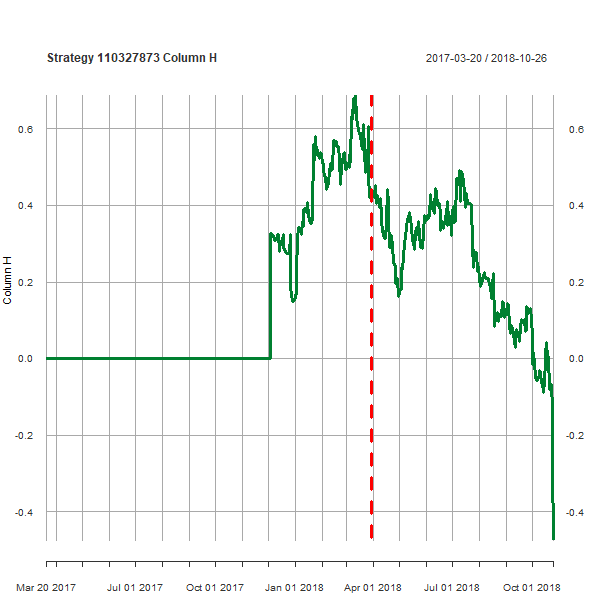 Strategy 110327873 Column H 2017-03-20 / 2018-10-26
0.6 0.6
0.4 0.4
0.2 0.2
Column H
0.0 0.0
-0.2 -0.2
-0.4 -0.4
Mar 20 2017 Jul 01 2017 Oct 01 2017 Jan 01 2018 Apr 01 2018 Jul 01 2018 Oct 01 2018